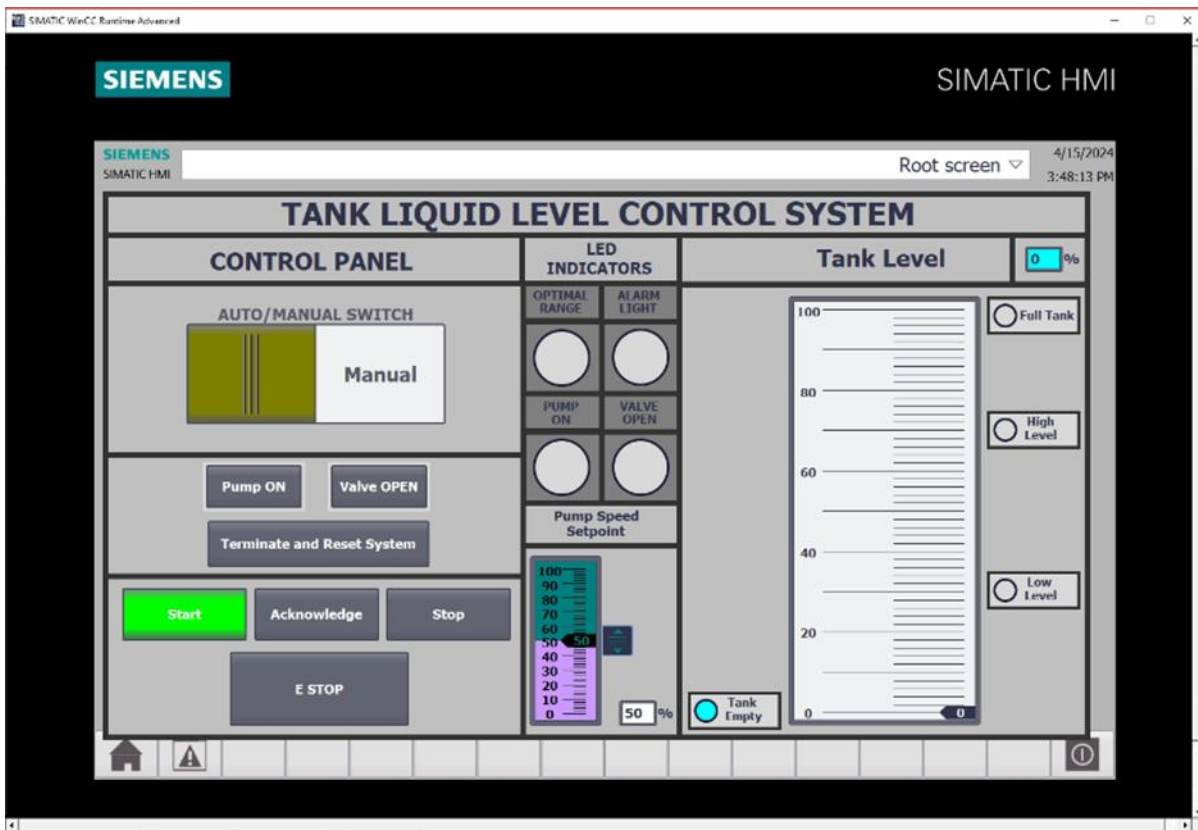 SIMATIC WinCC Runtime Advanced
SIEMENS
SIMATIC HMI
SIEMENS
SIMATIC HMI
Root screen
4/15/2024
3:48:13 PM
TANK LIQUID LEVEL CONTROL SYSTEM
CONTROL PANEL
LED
INDICATORS
Tank Level
0 %
AUTO/MANUAL SWITCH
Manual
OPTIMAL
RANGE
ALARM
LIGHT
PUMP
ON
VALVE
OPEN
Pump ON
Valve OPEN
Terminate and Reset System
Start
Acknowledge
Stop
E STOP
Pump Speed
Setpoint
100
90
80
70
60
50
50
40
30
20
10
0
50 %
100
80
60
40
20
0
0
Full Tank
High
Level
Low
Level
Tank
Empty